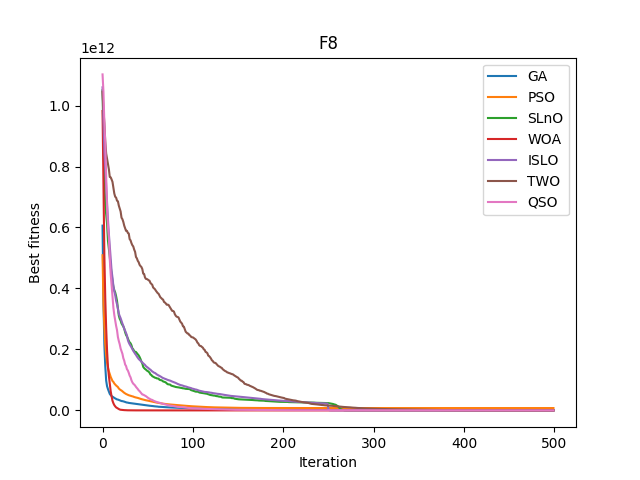 F8
1e12
1.0
0.8
0.6
0.4
0.2
0.0
Best fitness
0 100 200 300 400 500
Iteration
GA
PSO
SLnO
WOA
ISLO
TWO
QSO